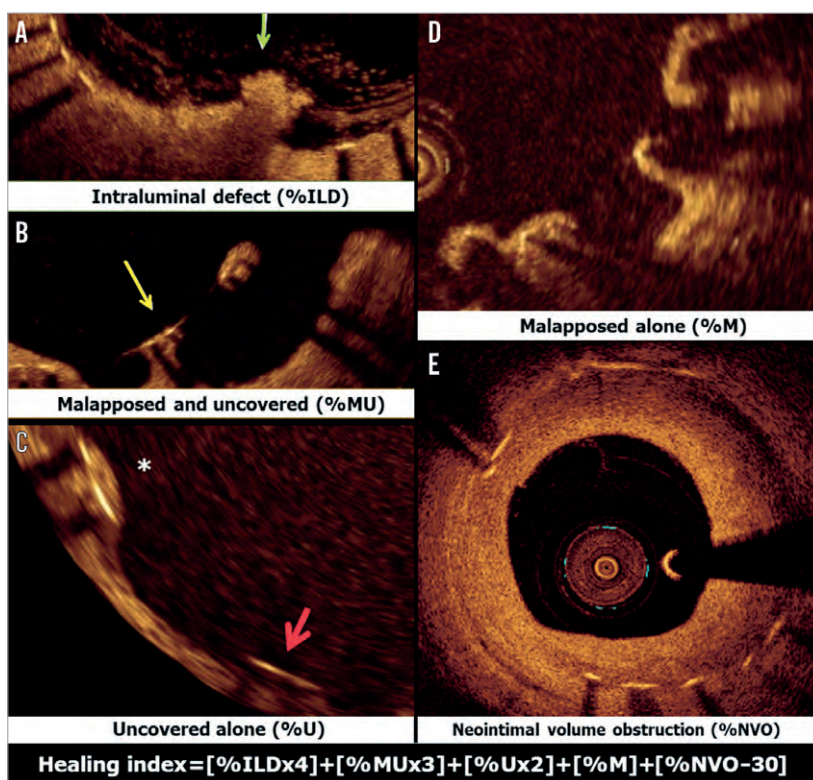 A
Intraluminal defect (%ILD)
B
Malapposed and uncovered (%MU)
C
*
Uncovered alone (%U)
D
Malapposed alone (%M)
E
Neointimal volume obstruction (%NVO)
Healing index=[%ILDx4]+[%MUx3]+[%Ux2]+[%M]+[%NVO-30]